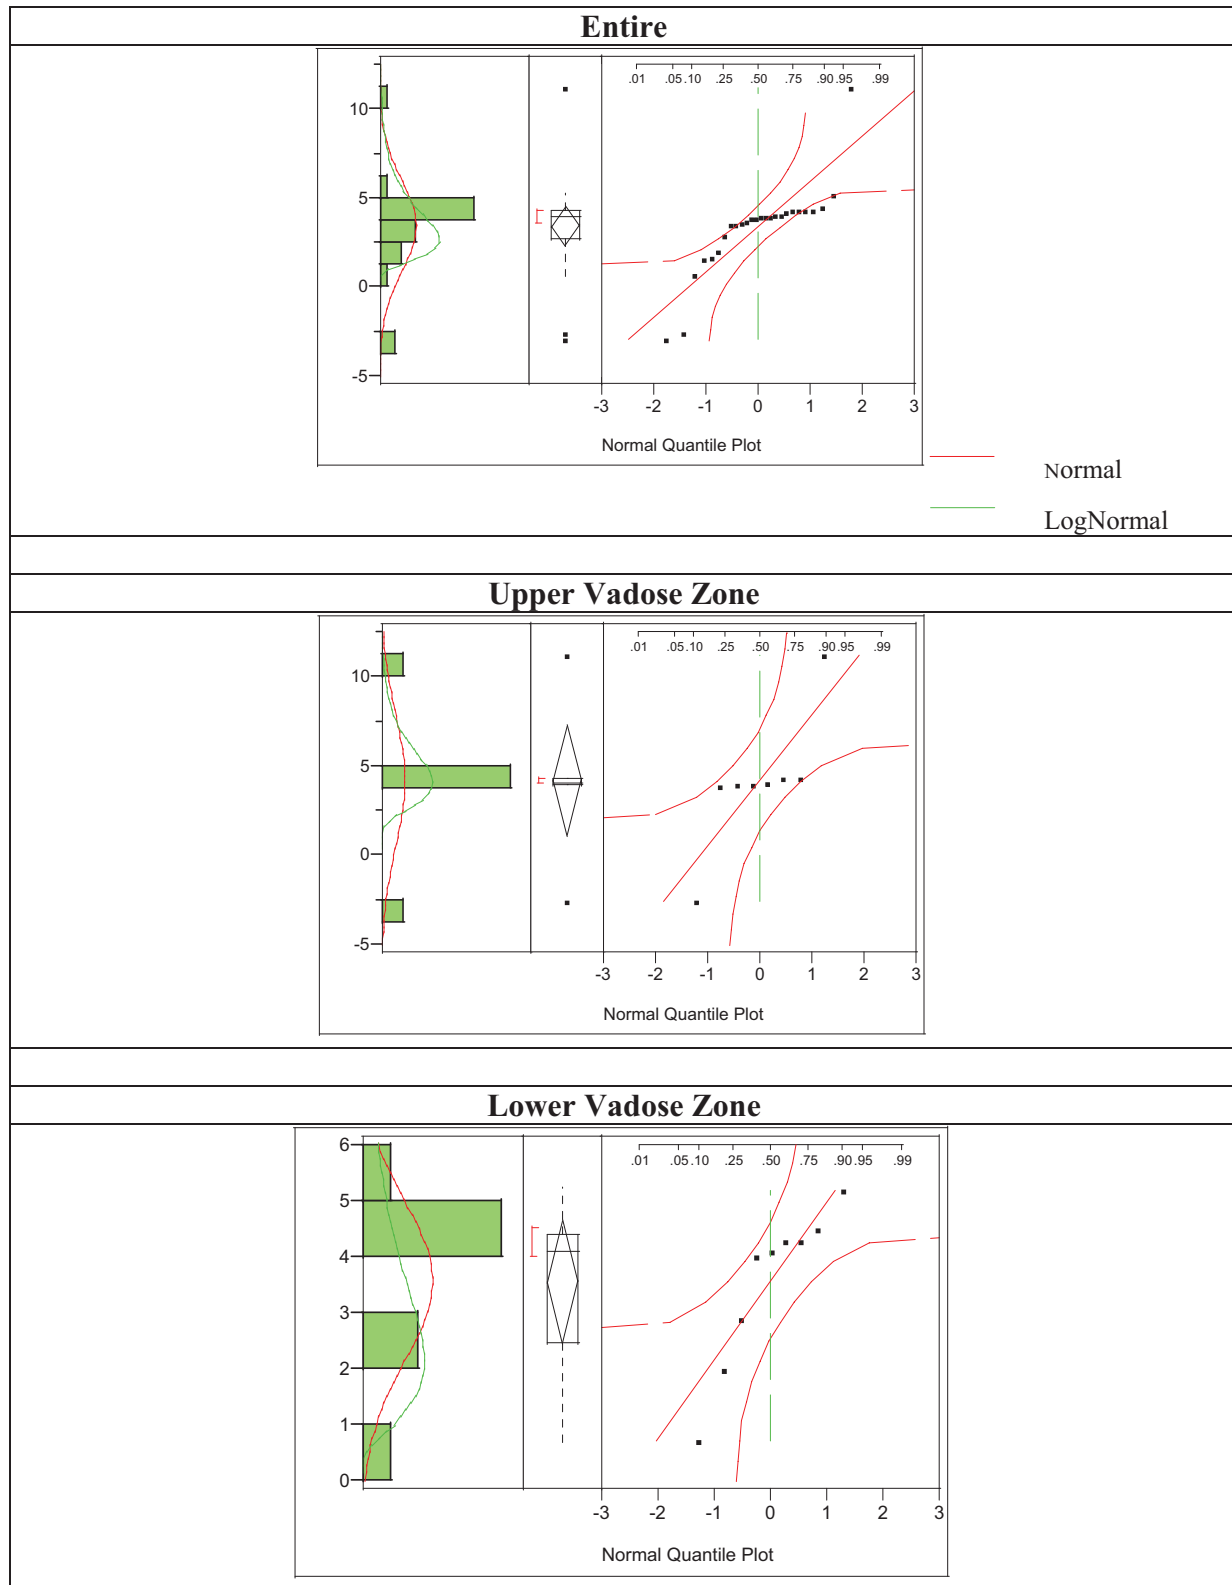 Entire
.01 .05 .10 .25 .50 .75 .90 .95 .99
10
5
0
-5
-3 -2 -1 0 1 2 3
Normal Quantile Plot
Normal
LogNormal
Upper Vadose Zone
.01 .05 .10 .25 .50 .75 .90 .95 .99
10
5
0
-5
-3 -2 -1 0 1 2 3
Normal Quantile Plot
Lower Vadose Zone
6
.01 .05 .10 .25 .50 .75 .90 .95 .99
5
4
3
2
1
0
-3 -2 -1 0 1 2 3
Normal Quantile Plot